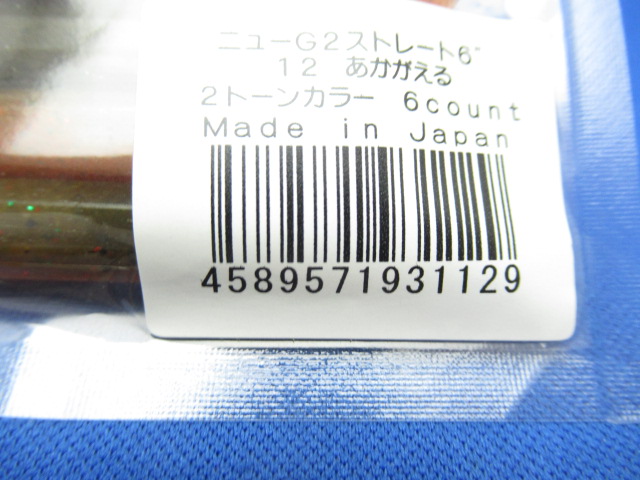 ニューG2ストレート6"
12 あかがえる
2トーンカラー 6count
Made in Japan
4589571931129